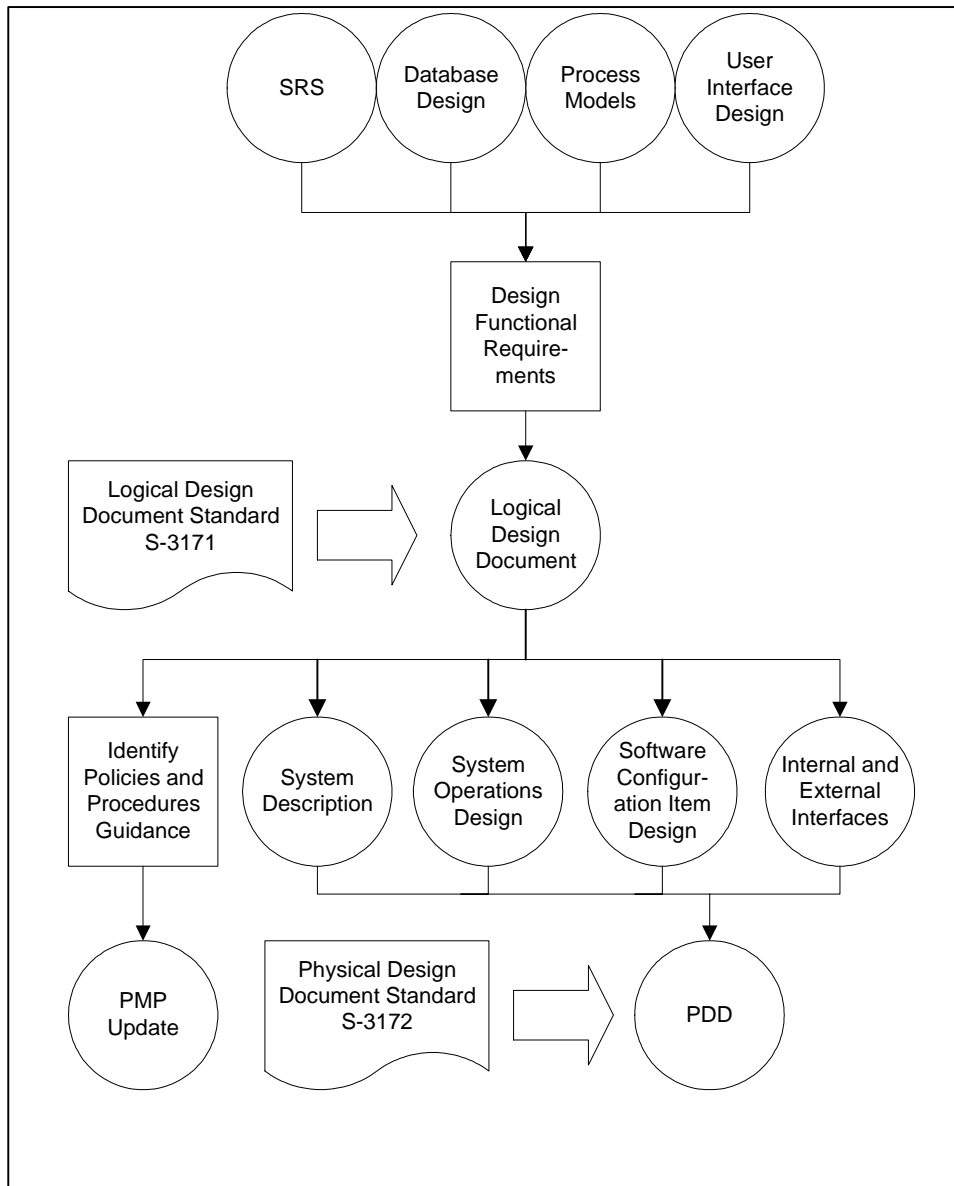 SRS
Database
Design
Process
Models
User
Interface
Design
Design
Functional
Require-
ments
Logical Design
Document Standard
S-3171
Logical
Design
Document
Identify
Policies and
Procedures
Guidance
System
Description
System
Operations
Design
Software
Configur-
ation Item
Design
Internal and
External
Interfaces
PMP
Update
Physical Design
Document Standard
S-3172
PDD